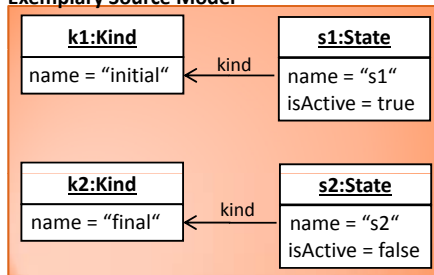 Exemplary Source Model
k1:Kind
name = “initial“
kind
s1:State
name = “s1“
isActive = true
k2:Kind
name = “final“
kind
s2:State
name = “s2“
isActive = false